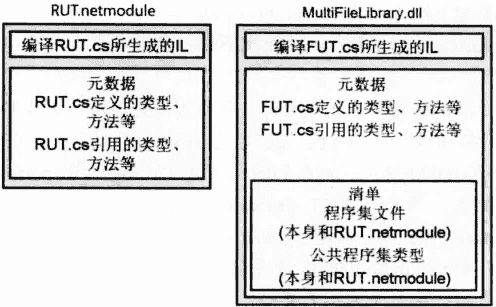 RUT.netmodule
编译RUT.cs所生成的IL
元数据
RUT.cs定义的类型、
方法等
RUT.cs引用的类型、
方法等
MultiFileLibrary.dll
编译FUT.cs所生成的IL
元数据
FUT.cs定义的类型、方法等
FUT.cs引用的类型、方法等
清单
程序集文件
(本身和RUT.netmodule)
公共程序集类型
(本身和RUT.netmodule)